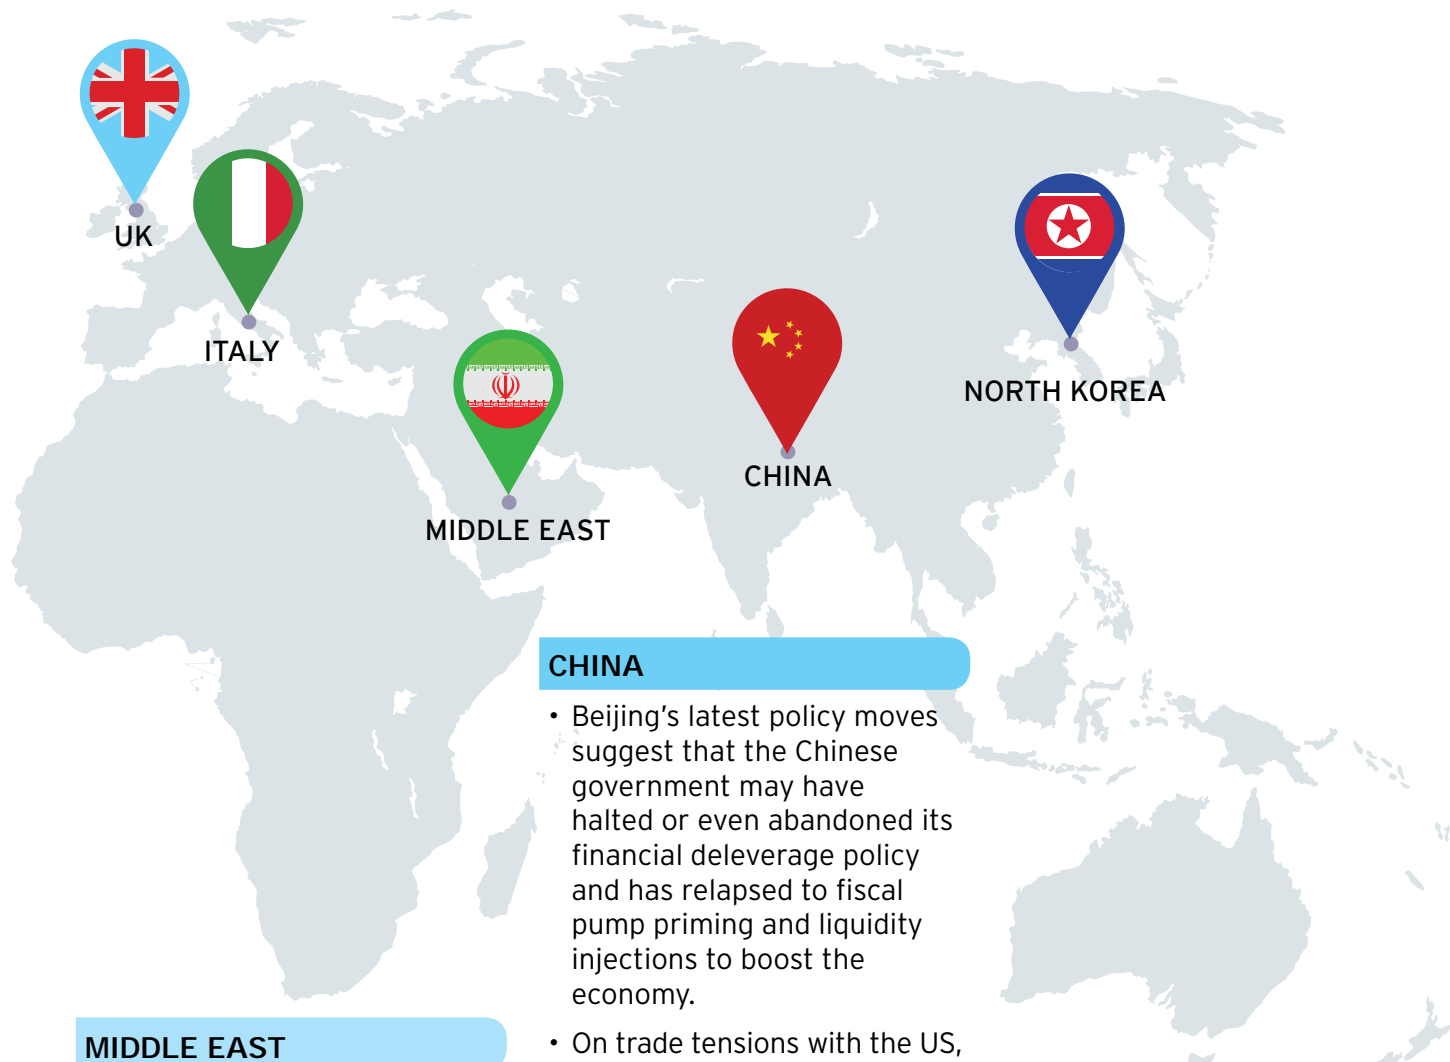 UK
ITALY
NORTH KOREA
CHINA
MIDDLE EAST
CHINA
• Beijing’s latest policy moves
suggest that the Chinese
government may have
halted or even abandoned its
financial deleverage policy
and has relapsed to fiscal
pump priming and liquidity
injections to boost the
economy.
• On trade tensions with the US,
MIDDLE EAST